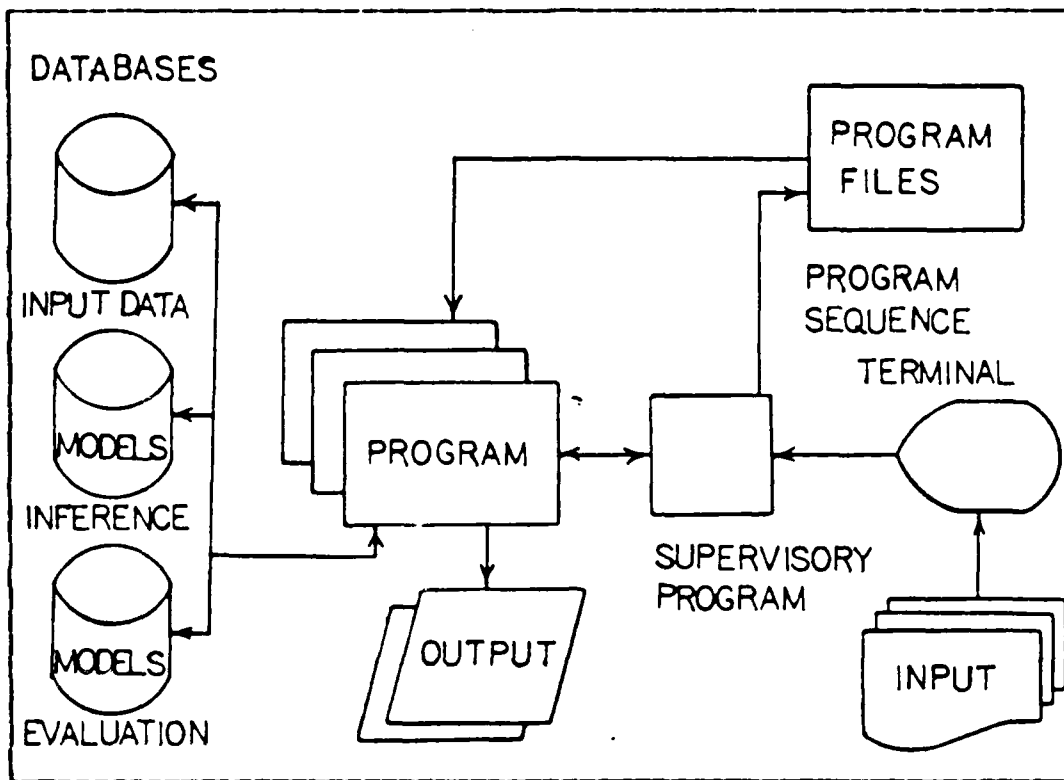 DATABASES
INPUT DATA
MODELS
INFERENCE
MODELS
EVALUATION
PROGRAM
OUTPUT
PROGRAM
FILES
PROGRAM
SEQUENCE
TERMINAL
SUPERVISORY
PROGRAM
INPUT